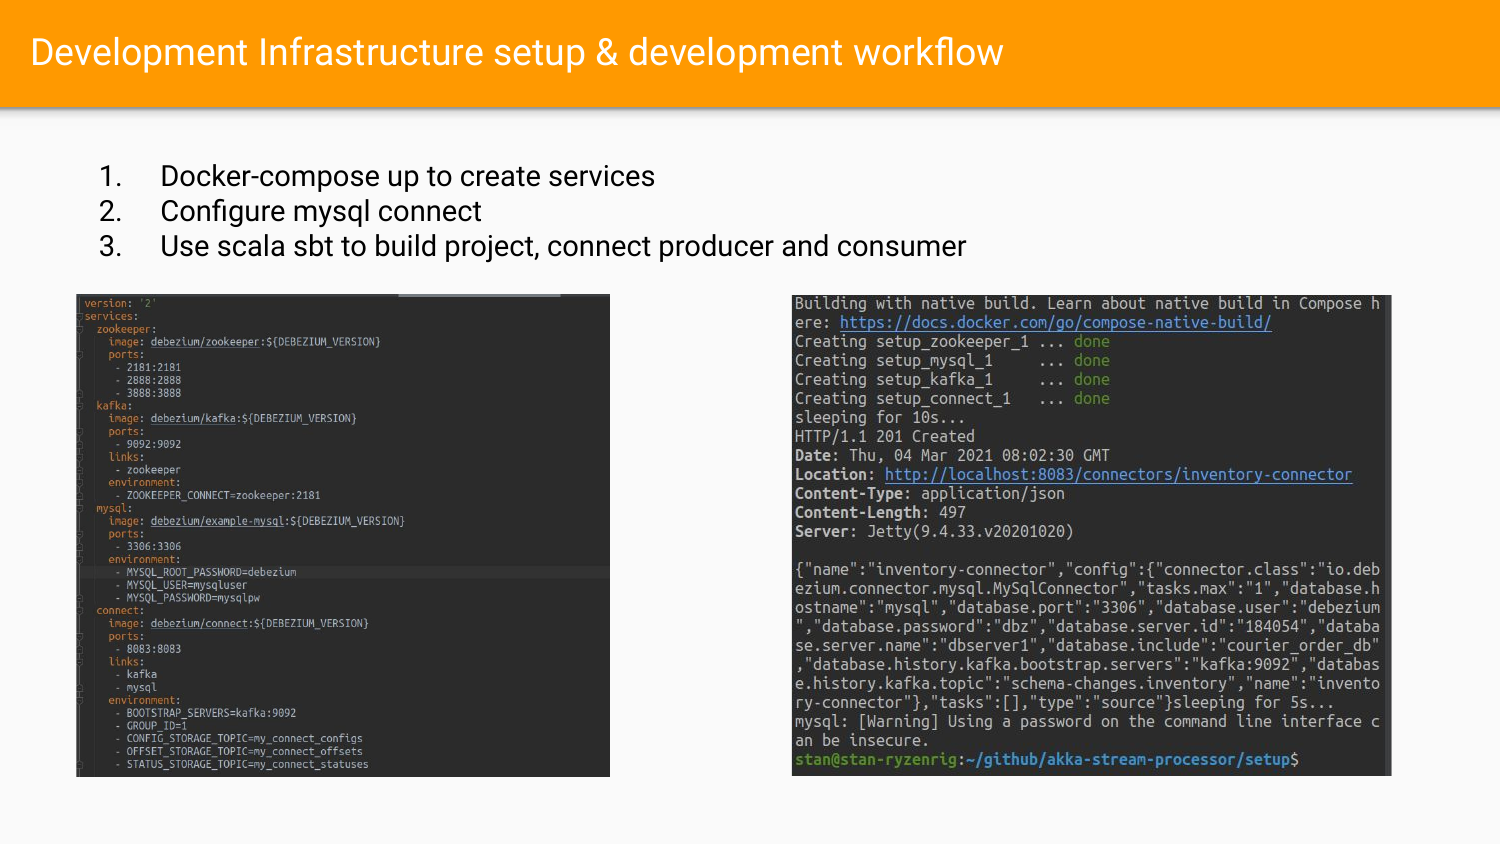 Development Infrastructure setup & development workflow
1. Docker-compose up to create services
2. Configure mysql connect
3. Use scala sbt to build project, connect producer and consumer
version: '2'
services:
zookeeper:
image: debezium/zookeeper:${DEBEZIUM_VERSION}
ports:
- 2181:2181
- 2888:2888
- 3888:3888
kafka:
image: debezium/kafka:${DEBEZIUM_VERSION}
ports:
- 9092:9092
links:
- zookeeper
environment:
- ZOOKEEPER_CONNECT=zookeeper:2181
mysql:
image: debezium/example-mysql:${DEBEZIUM_VERSION}
ports:
- 3306:3306
environment:
- MYSQL_ROOT_PASSWORD=debezium
- MYSQL_USER=mysqluser
- MYSQL_PASSWORD=mysqlpw
connect:
image: debezium/connect:${DEBEZIUM_VERSION}
ports:
- 8083:8083
links:
- kafka
- mysql
environment:
- BOOTSTRAP_SERVERS=kafka:9092
- GROUP_ID=1
- CONFIG_STORAGE_TOPIC=my_connect_configs
- OFFSET_STORAGE_TOPIC=my_connect_offsets
- STATUS_STORAGE_TOPIC=my_connect_statuses
Building with native build. Learn about native build in Compose h
ere: https://docs.docker.com/go/compose-native-build/
Creating setup_zookeeper_1 ... done
Creating setup_mysql_1 ... done
Creating setup_kafka_1 ... done
Creating setup_connect_1 ... done
sleeping for 10s...
HTTP/1.1 201 Created
Date: Thu, 04 Mar 2021 08:02:30 GMT
Location: http://localhost:8083/connectors/inventory-connector
Content-Type: application/json
Content-Length: 497
Server: Jetty(9.4.33.v20201020)
{"name":"inventory-connector","config":{"connector.class":"io.deb
ezium.connector.mysql.MySqlConnector","tasks.max":"1","database.h
ostname":"mysql","database.port":"3306","database.user":"debezium
","database.password":"dbz","database.server.id":"184054","databa
se.server.name":"dbserver1","database.include":"courier_order_db"
,"database.history.kafka.bootstrap.servers":"kafka:9092","databas
e.history.kafka.topic":"schema-changes.inventory","name":"invento
ry-connector"},"tasks":[],"type":"source"}sleeping for 5s...
mysql: [Warning] Using a password on the command line interface c
an be insecure.
stan@stan-ryzenrig:~/github/akka-stream-processor/setup$